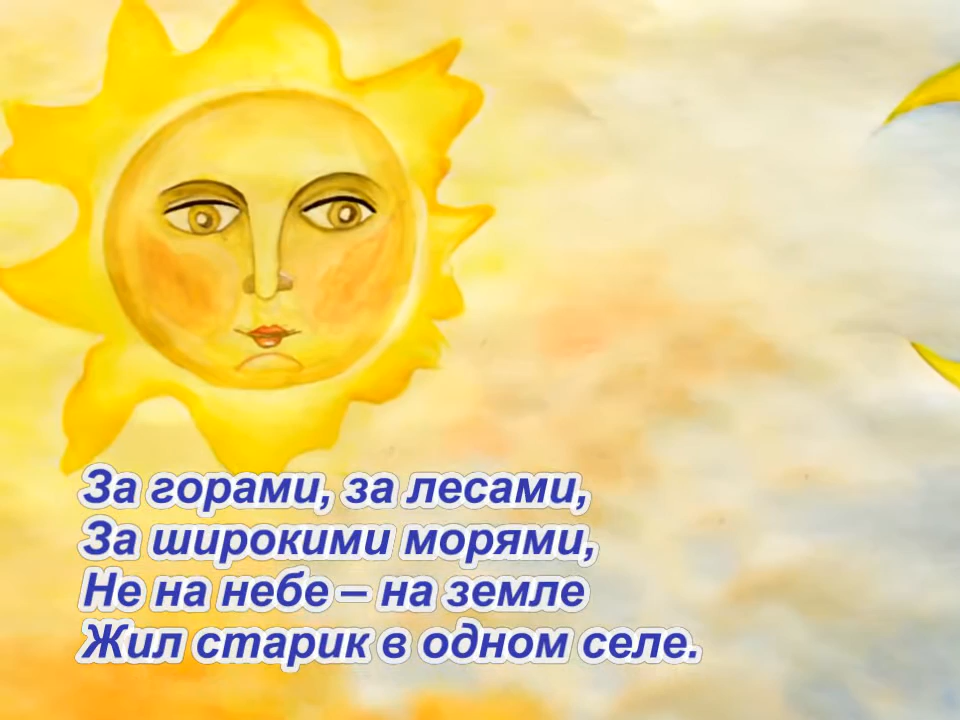 За горами, за лесами,
За широкими морями,
Не на небе – на земле
Жил старик в одном селе.